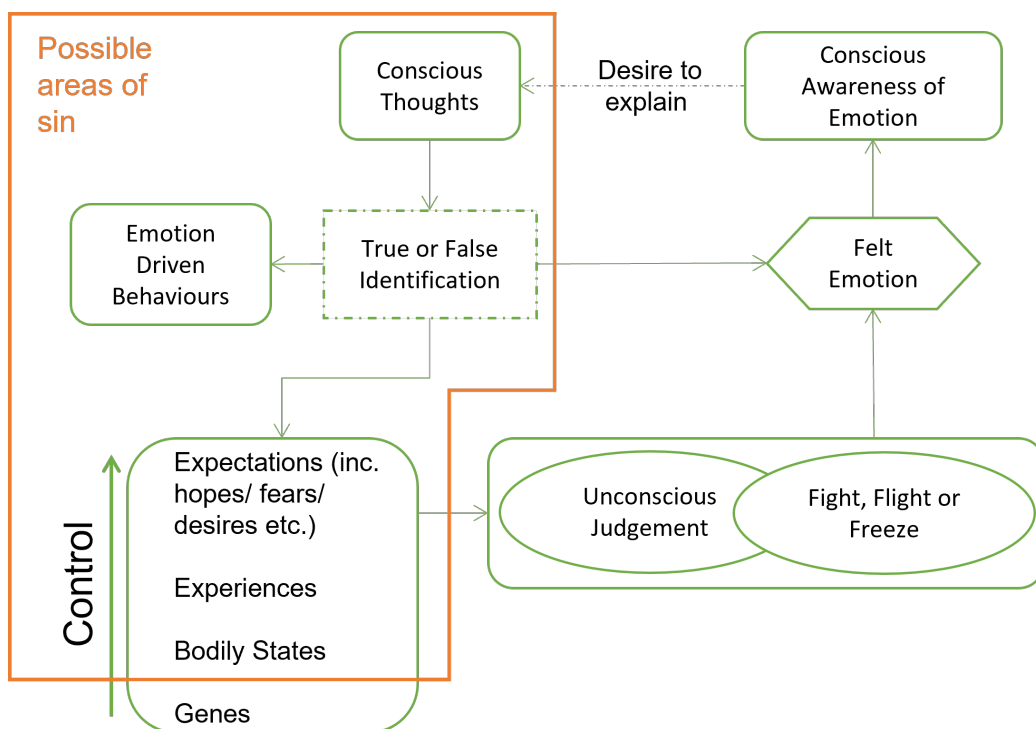 Possible
areas of
sin
Conscious
Thoughts
Desire to
explain
Conscious
Awareness of
Emotion
Emotion
Driven
Behaviours
True or False
Identification
Felt
Emotion
Control
Expectations (inc.
hopes/ fears/
desires etc.)
Experiences
Bodily States
Genes
Unconscious
Judgement
Fight, Flight or
Freeze